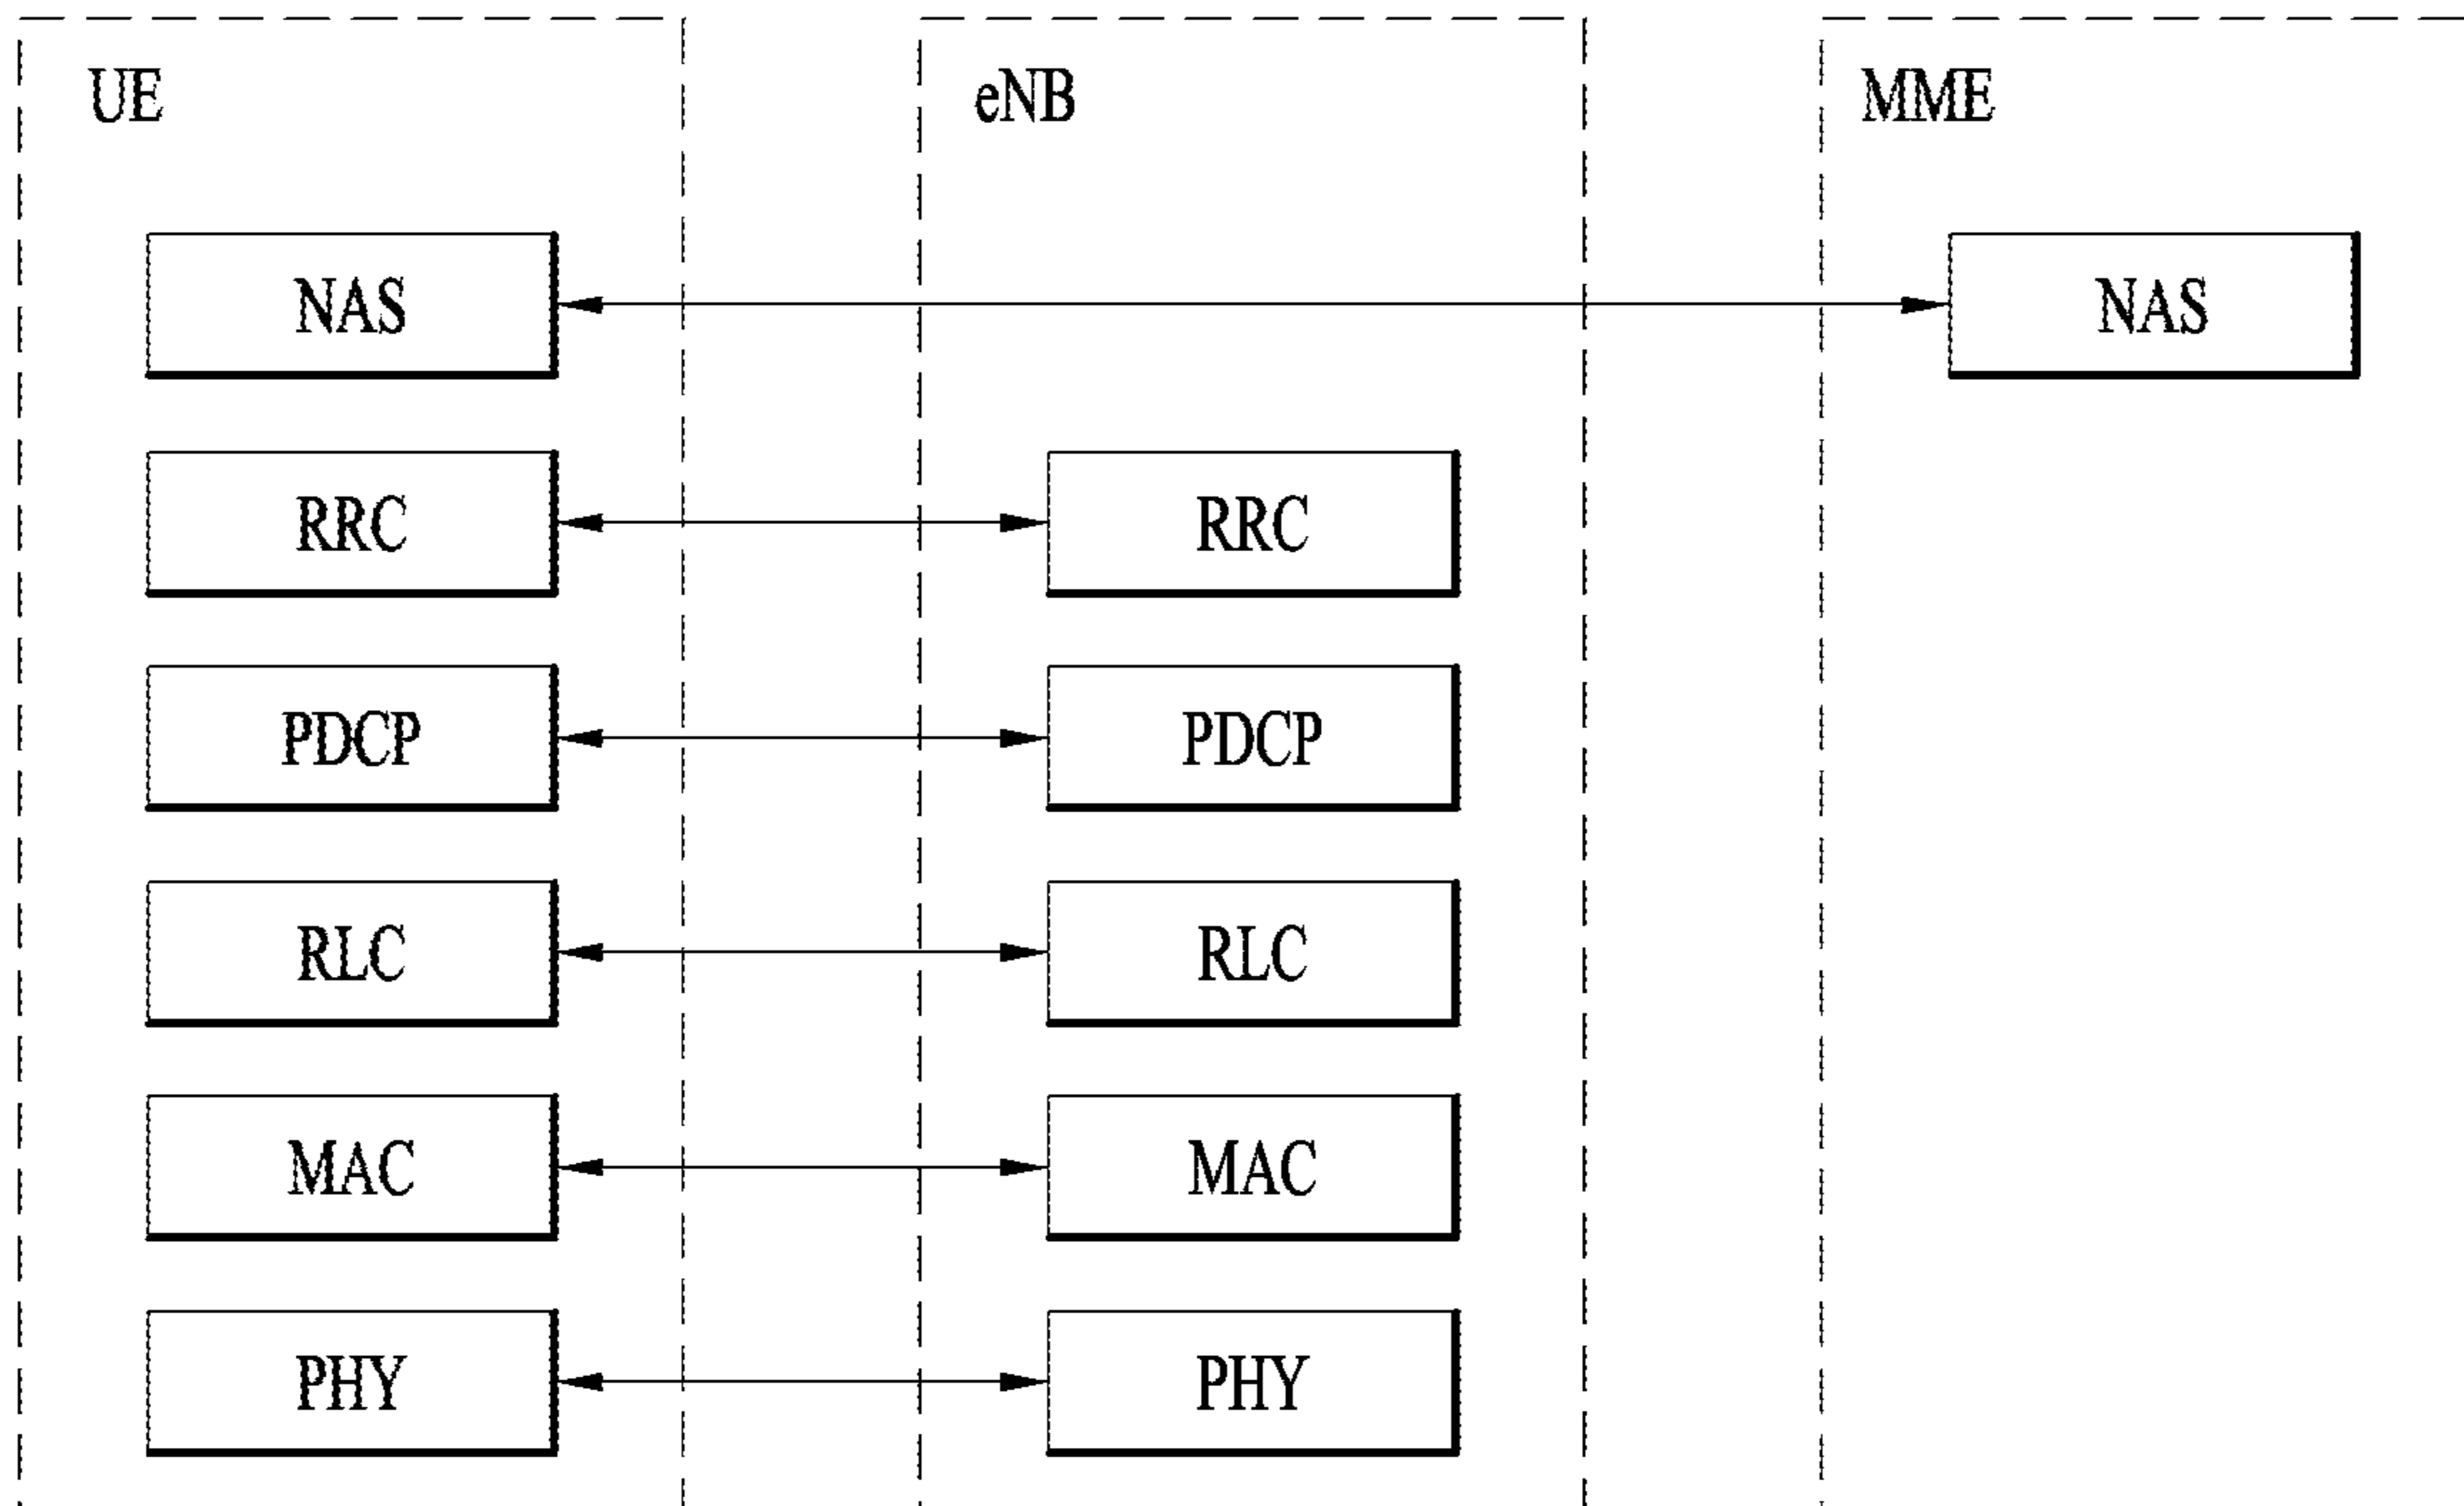 UE eNB MME
NAS NAS
RRC RRC
PDCP PDCP
RLC RLC
MAC MAC
PHY PHY